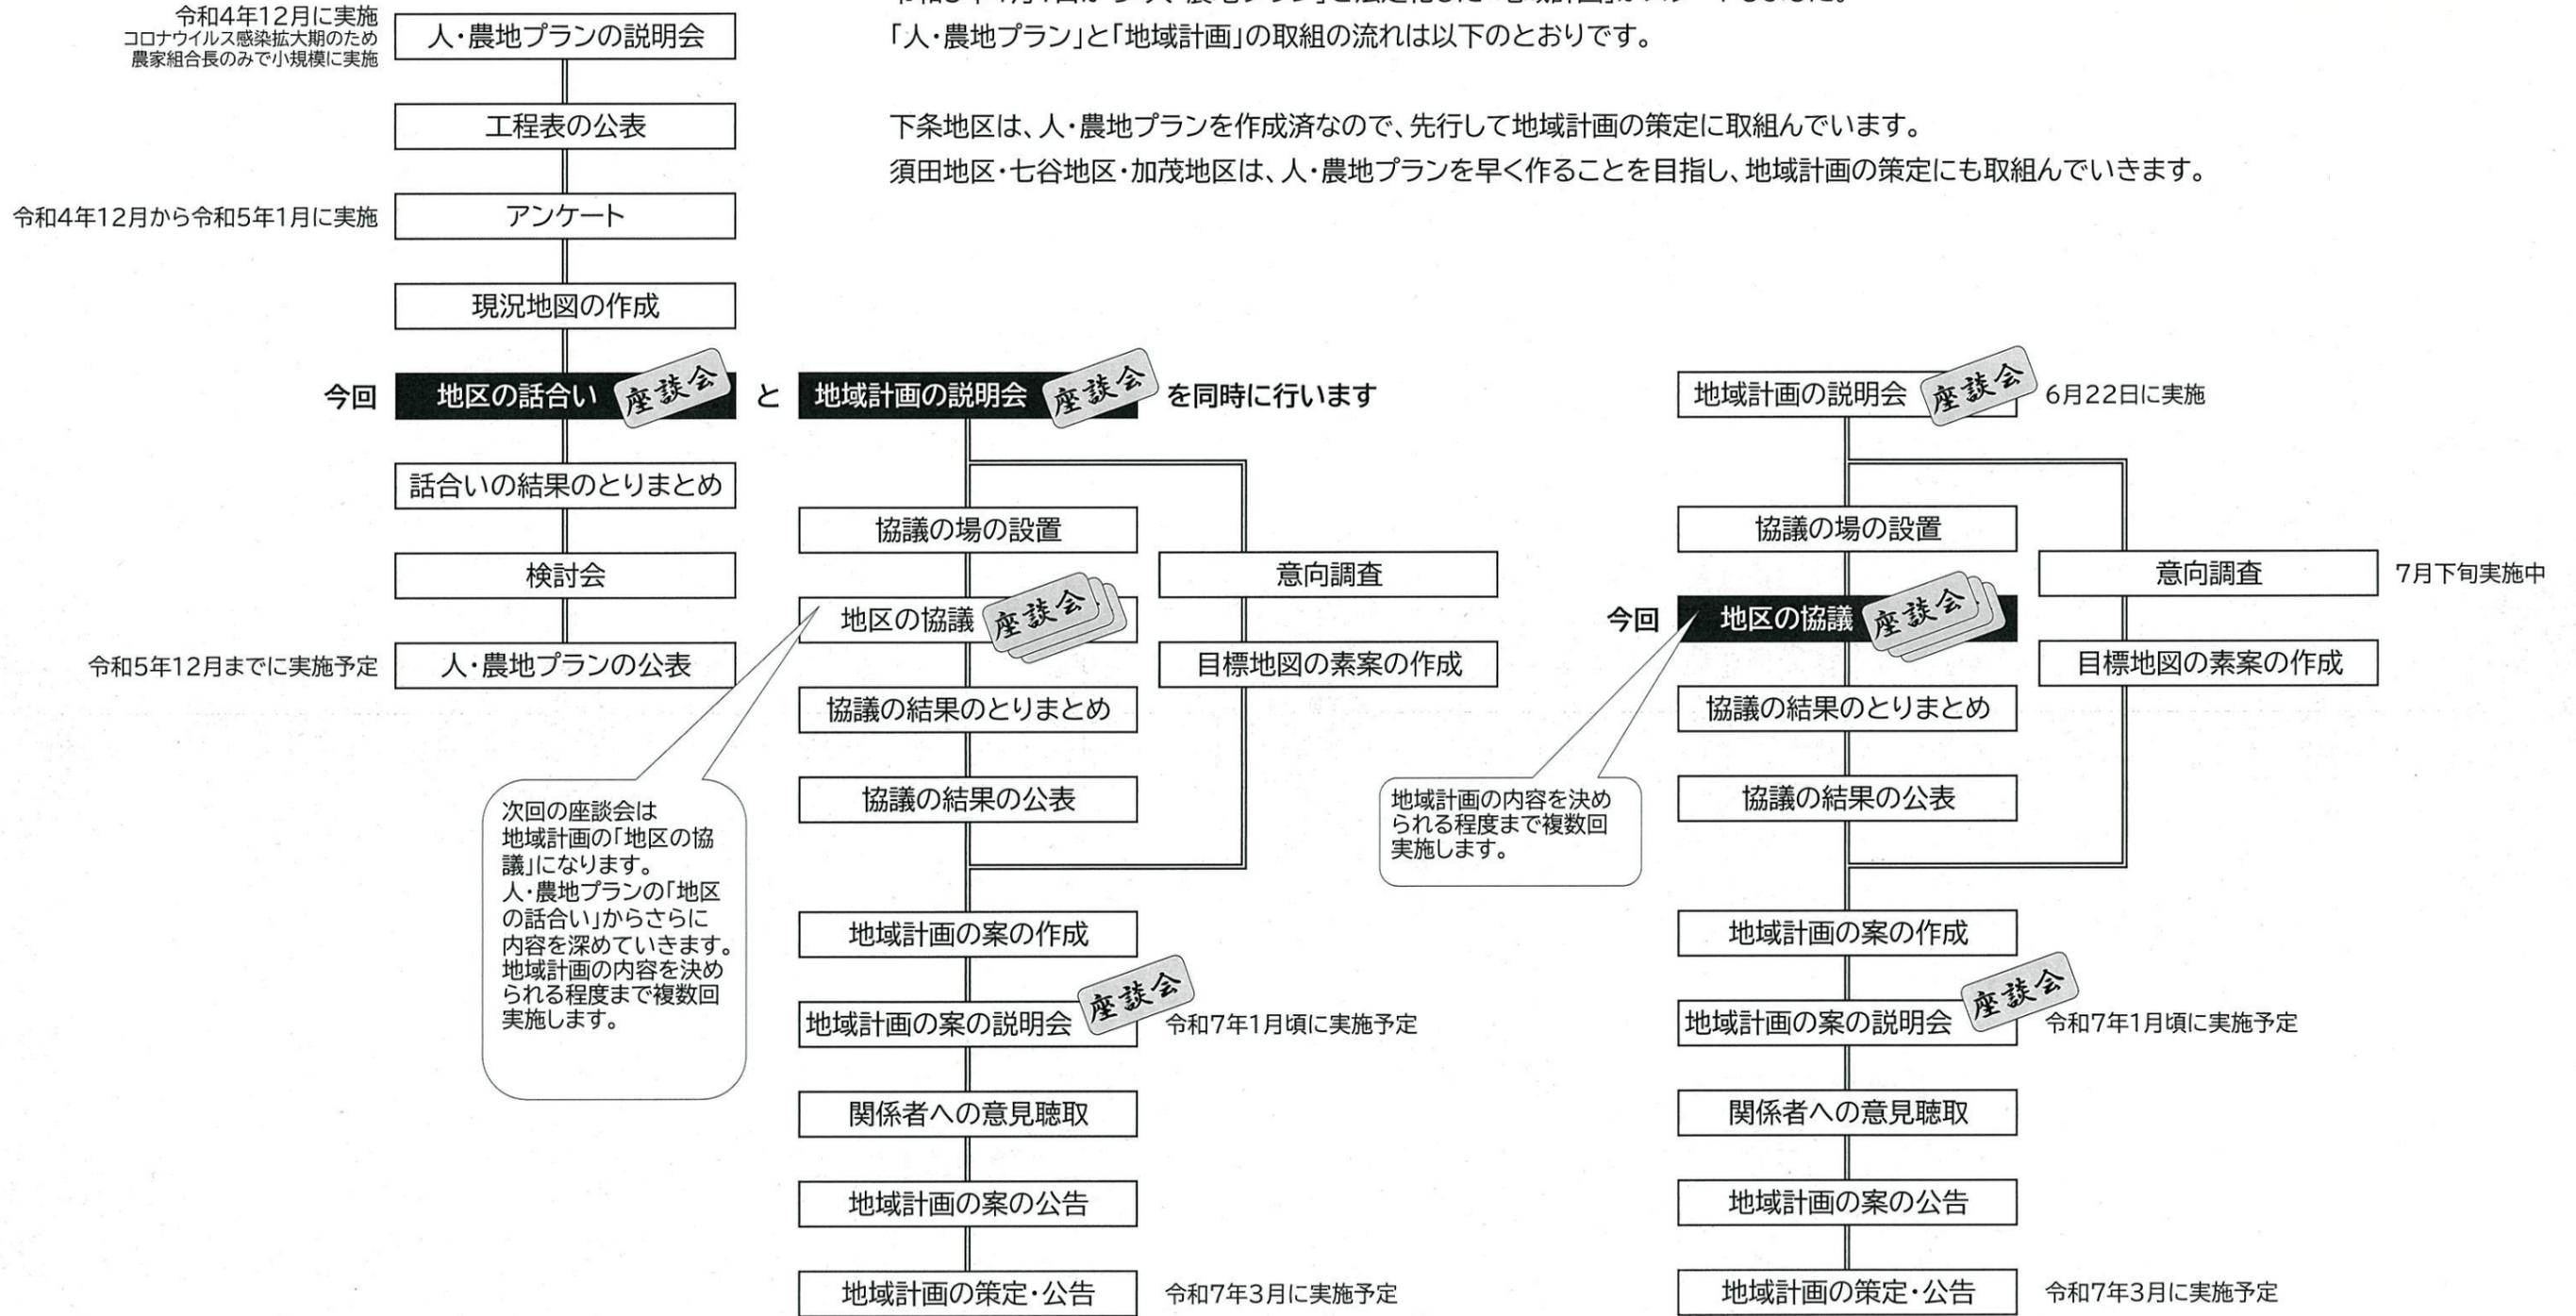 「人・農地プラン」と「地域計画」の取組の流れは以下のとおりです。
下条地区は、人・農地プランを作成済なので、先行して地域計画の策定に取組んでいます。
須田地区・七谷地区・加茂地区は、人・農地プランを早く作ることを目指し、地域計画の策定にも取組んでいきます。
令和4年12月に実施
コロナウイルス感染拡大期のため
農家組合長のみで小規模に実施
人・農地プランの説明会
工程表の公表
令和4年12月から令和5年1月に実施
アンケート
現況地図の作成
今回
地区の話合い
座談会
と
地域計画の説明会
座談会
を同時に行います
話合いの結果のとりまとめ
検討会
令和5年12月までに実施予定
人・農地プランの公表
協議の場の設置
意向調査
地区の協議
座談会
目標地図の素案の作成
協議の結果のとりまとめ
協議の結果の公表
次回の座談会は
地域計画の「地区の協
議」になります。
人・農地プランの「地区
の話合い」からさらに
内容を深めていきます。
地域計画の内容を決め
られる程度まで複数回
実施します。
地域計画の案の作成
地域計画の案の説明会
座談会
令和7年1月頃に実施予定
関係者への意見聴取
地域計画の案の公告
地域計画の策定・公告
令和7年3月に実施予定
地域計画の説明会
座談会
6月22日に実施
協議の場の設置
意向調査
7月下旬実施中
今回
地区の協議
座談会
目標地図の素案の作成
協議の結果のとりまとめ
協議の結果の公表
地域計画の内容を決め
られる程度まで複数回
実施します。
地域計画の案の作成
地域計画の案の説明会
座談会
令和7年1月頃に実施予定
関係者への意見聴取
地域計画の案の公告
地域計画の策定・公告
令和7年3月に実施予定